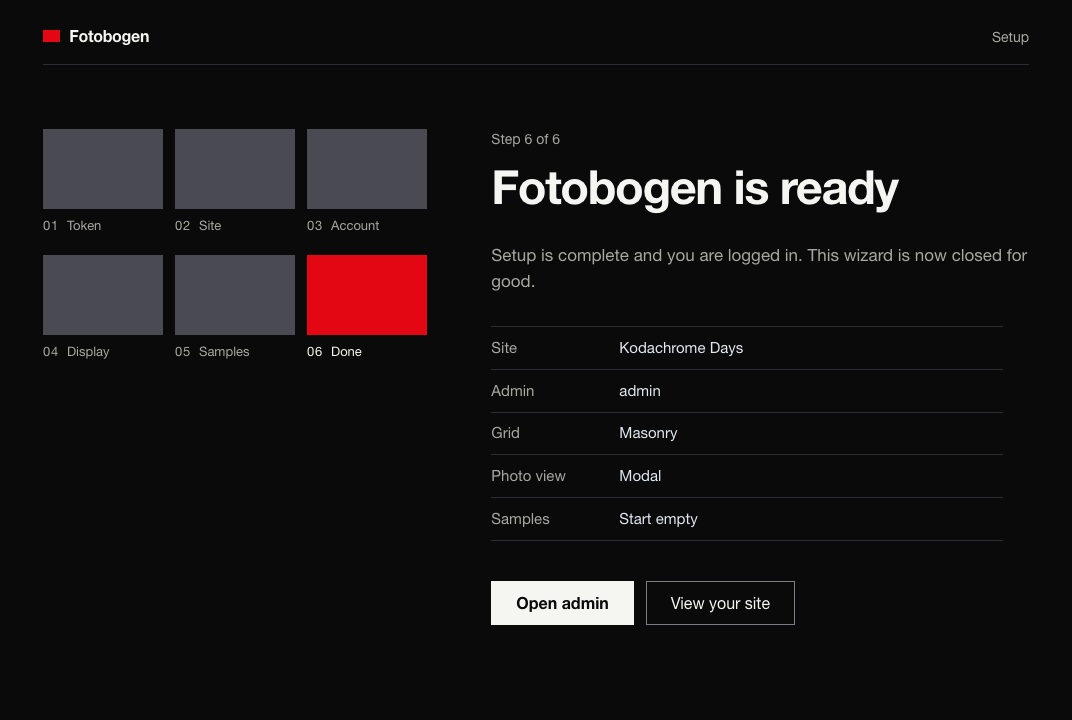 Fotobogen
Setup
01 Token
02 Site
03 Account
04 Display
05 Samples
06 Done
Step 6 of 6
Fotobogen is ready
Setup is complete and you are logged in. This wizard is now closed for
good.
Site Kodachrome Days
Admin admin
Grid Masonry
Photo view Modal
Samples Start empty
Open admin
View your site